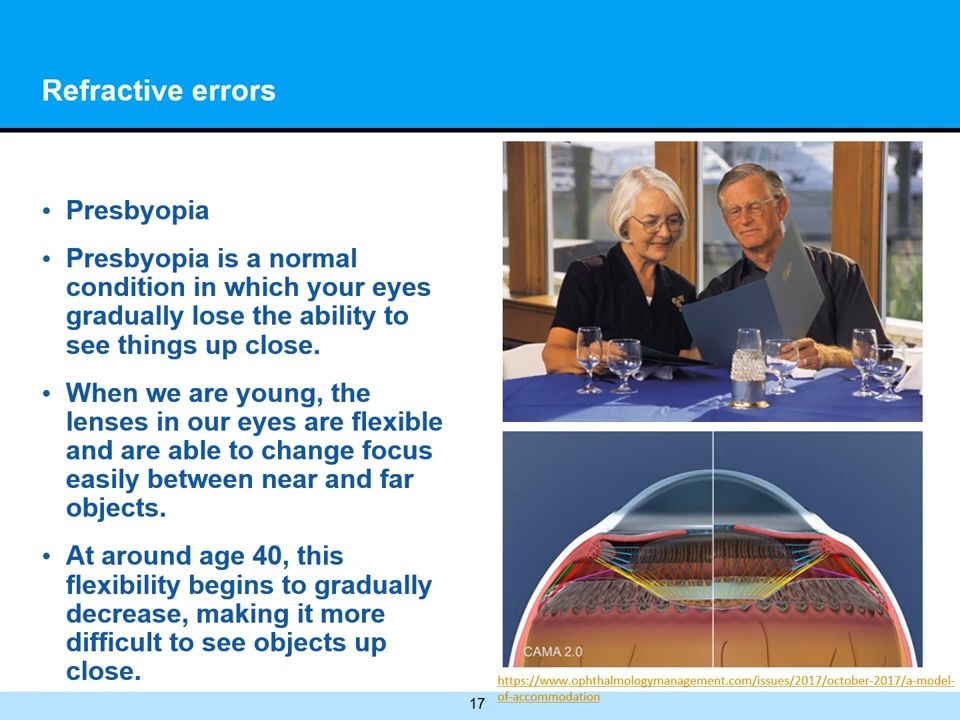 Refractive errors
• Presbyopia
• Presbyopia is a normal
condition in which your eyes
gradually lose the ability to
see things up close.
• When we are young, the
lenses in our eyes are flexible
and are able to change focus
easily between near and far
objects.
• At around age 40, this
flexibility begins to gradually
decrease, making it more
difficult to see objects up
close.
CAMA 2.0
https://www.ophthalmologymanagement.com/issues/2017/october-2017/a-model-
of-accommodation
17